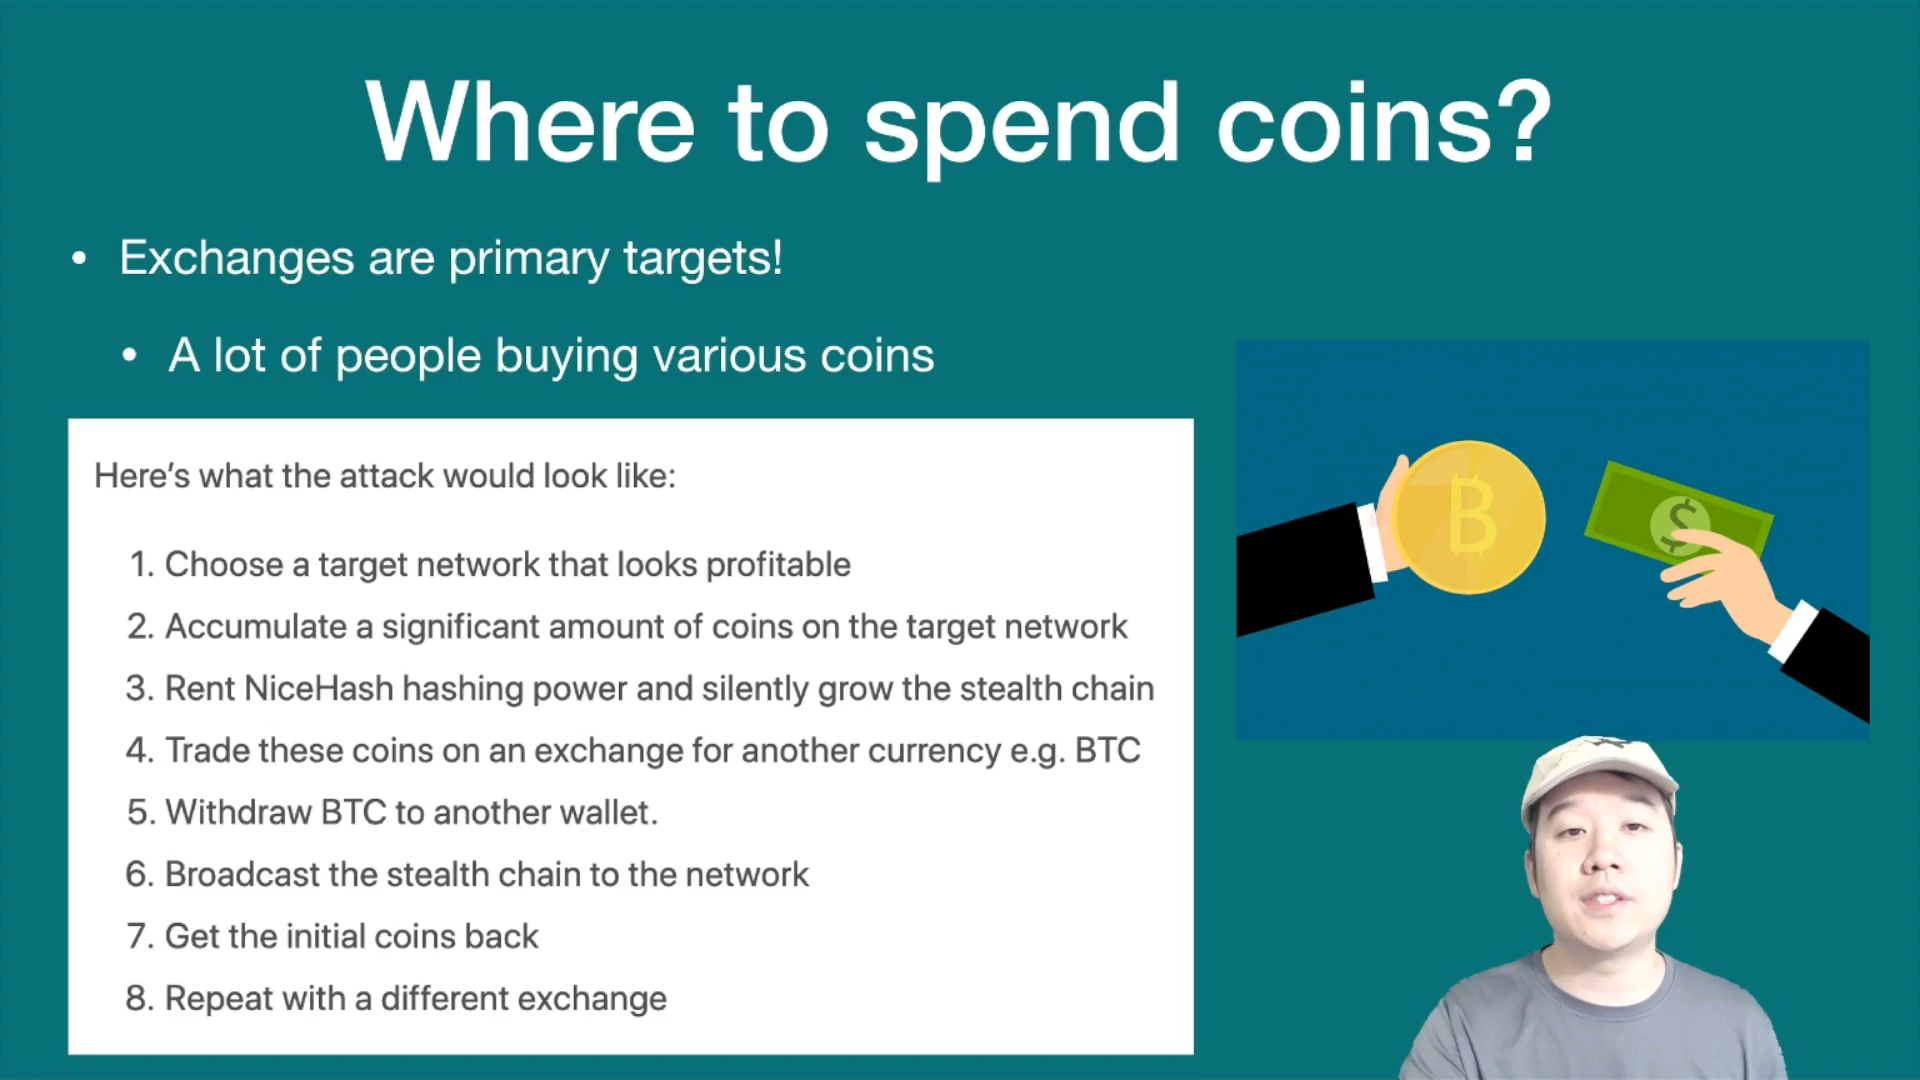 Where to spend coins?
• Exchanges are primary targets!
• A lot of people buying various coins
Here’s what the attack would look like:
1. Choose a target network that looks profitable
2. Accumulate a significant amount of coins on the target network
3. Rent NiceHash hashing power and silently grow the stealth chain
4. Trade these coins on an exchange for another currency e.g. BTC
5. Withdraw BTC to another wallet.
6. Broadcast the stealth chain to the network
7. Get the initial coins back
8. Repeat with a different exchange
B
$